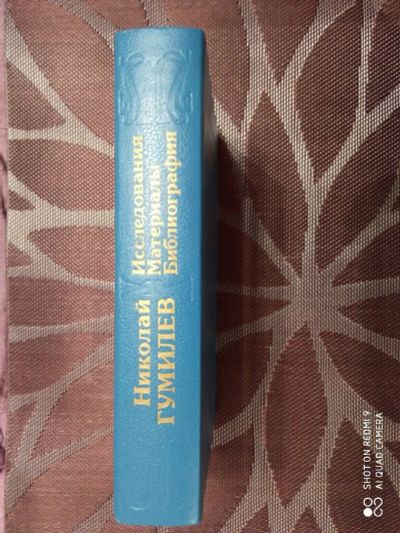 Николай
ГУМИЛЕВ
Исследования
Материалы
Библиография
SHOT ON REDMI 9
AI QUAD CAMERA